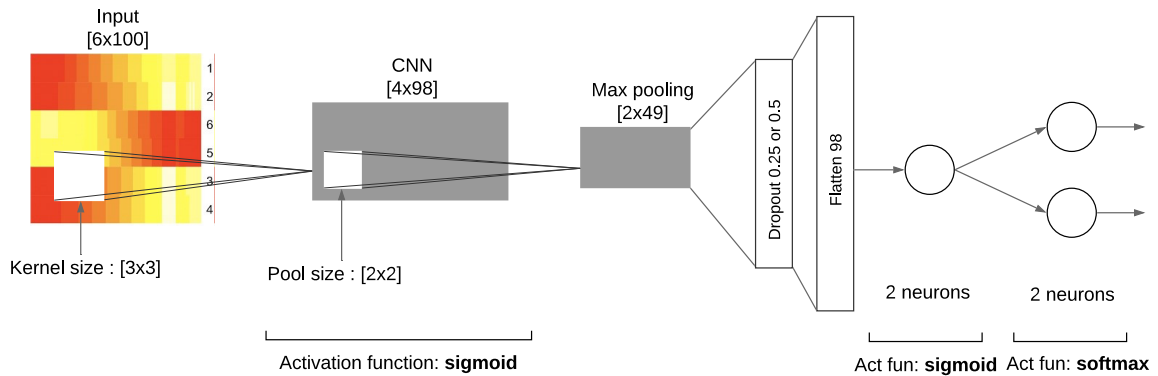 Input
[6x100]
1
2
6
5
3
4
Kernel size : [3x3]
CNN
[4x98]
Pool size : [2x2]
Activation function: sigmoid
Max pooling
[2x49]
Dropout 0.25 or 0.5
Flatten 98
2 neurons
Act fun: sigmoid
2 neurons
Act fun: softmax